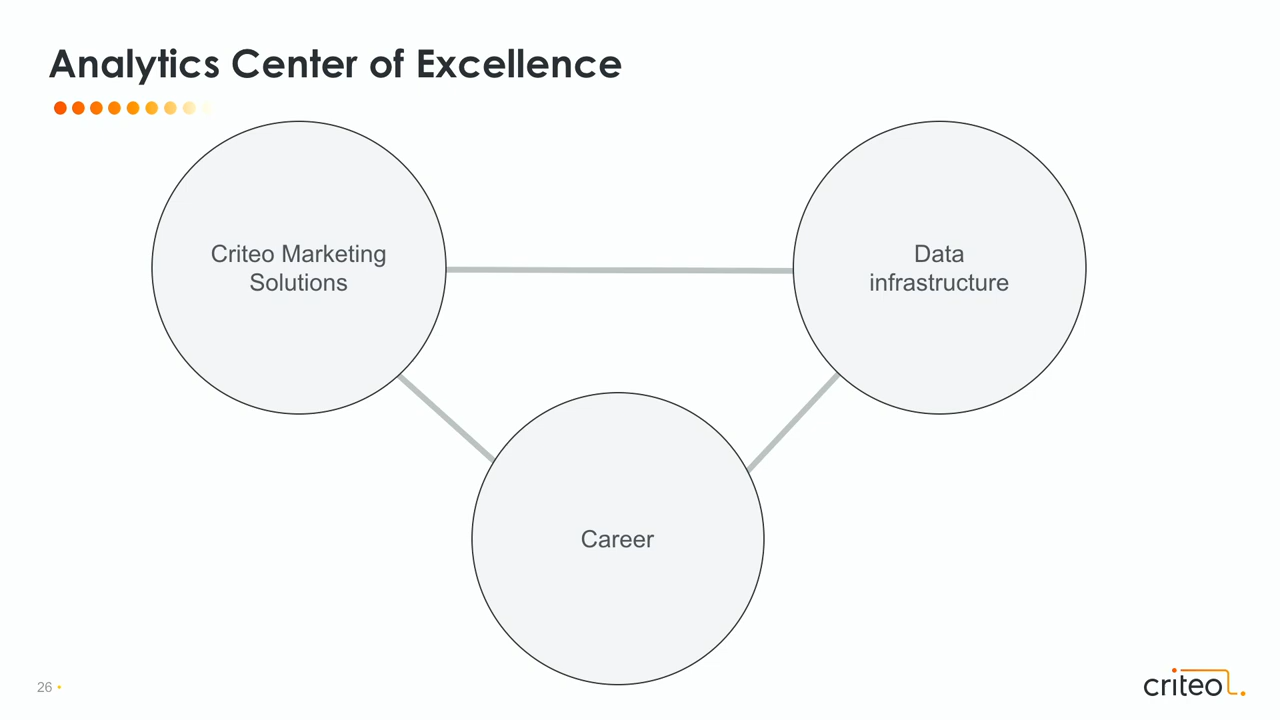 Analytics Center of Excellence
Criteo Marketing
Solutions
Data
infrastructure
Career
26
criteo